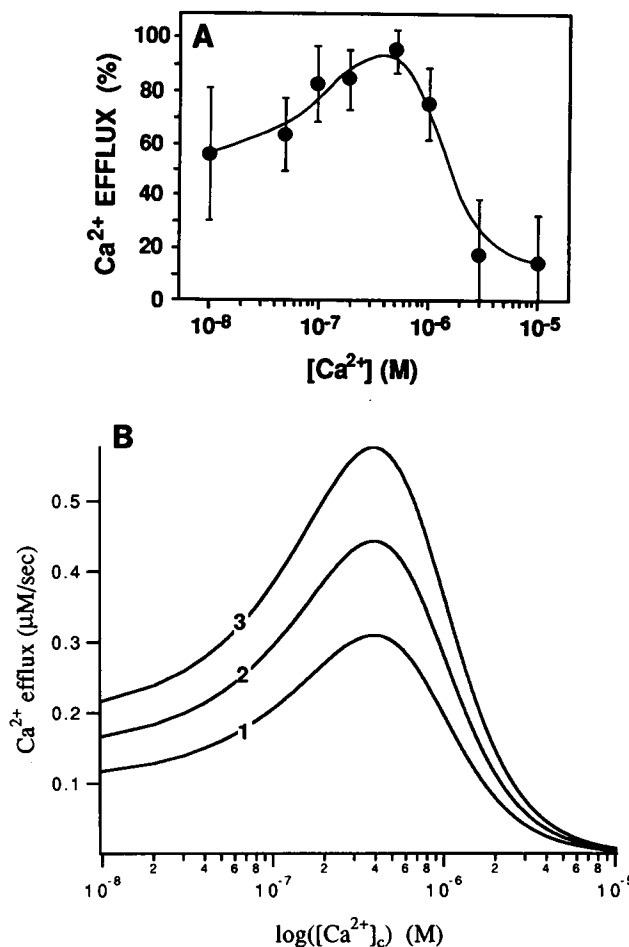 A
Ca²⁺ EFFLUX (%)
100
80
60
40
20
0
10⁻⁸
10⁻⁷
10⁻⁶
10⁻⁵
[Ca²⁺] (M)
B
Ca²⁺ efflux (µM/sec)
0.5
0.4
0.3
0.2
0.1
3
2
1
2 4 6 8 2 4 6 8 2 4 6 8
10⁻⁸ 10⁻⁷ 10⁻⁶ 10⁻⁵
log([Ca²⁺]c) (M)